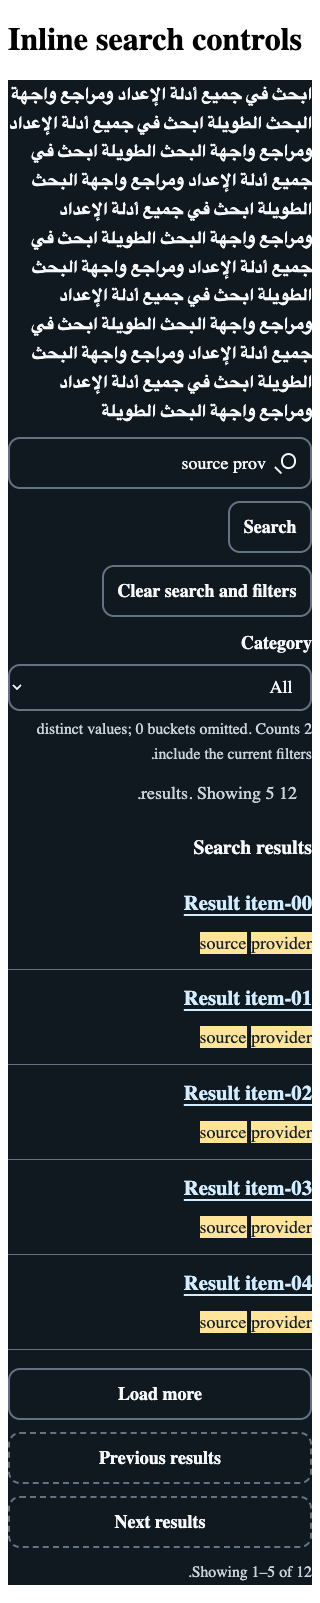 Inline search controls
ابحث في جميع أدلة الإعداد ومراجع واجهة
البحث الطويلة ابحث في جميع أدلة الإعداد
ومراجع واجهة البحث الطويلة ابحث في
جميع أدلة الإعداد ومراجع واجهة البحث
الطويلة ابحث في جميع أدلة الإعداد
ومراجع واجهة البحث الطويلة ابحث في
جميع أدلة الإعداد ومراجع واجهة البحث
الطويلة ابحث في جميع أدلة الإعداد
ومراجع واجهة البحث الطويلة ابحث في
جميع أدلة الإعداد ومراجع واجهة البحث
الطويلة ابحث في جميع أدلة الإعداد
ومراجع واجهة البحث الطويلة
source prov
Search
Clear search and filters
Category
All
distinct values; 0 buckets omitted. Counts 2
.include the current filters
.results. Showing 5 12
Search results
Result item-00
source provider
Result item-01
source provider
Result item-02
source provider
Result item-03
source provider
Result item-04
source provider
Load more
Previous results
Next results
.Showing 1–5 of 12